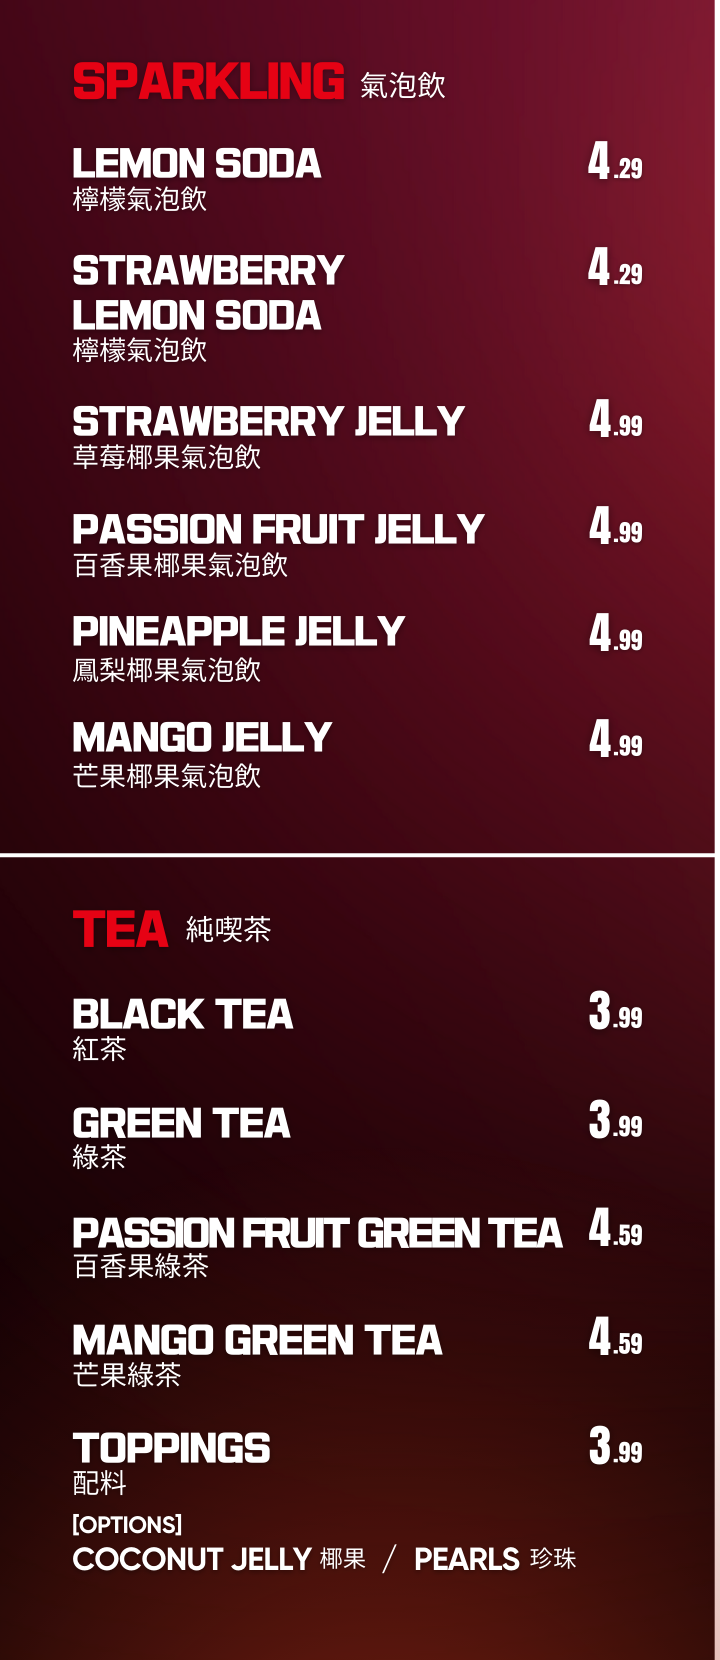 SPARKLING 氣泡飲
LEMON SODA 4.29
檸檬氣泡飲
STRAWBERRY 4.29
LEMON SODA
檸檬氣泡飲
STRAWBERRY JELLY 4.99
草莓椰果氣泡飲
PASSION FRUIT JELLY 4.99
百香果椰果氣泡飲
PINEAPPLE JELLY 4.99
鳳梨椰果氣泡飲
MANGO JELLY 4.99
芒果椰果氣泡飲
TEA 純喫茶
BLACK TEA 3.99
紅茶
GREEN TEA 3.99
綠茶
PASSION FRUIT GREEN TEA 4.59
百香果綠茶
MANGO GREEN TEA 4.59
芒果綠茶
TOPPINGS 3.99
配料
[OPTIONS]
COCONUT JELLY 椰果 / PEARLS 珍珠